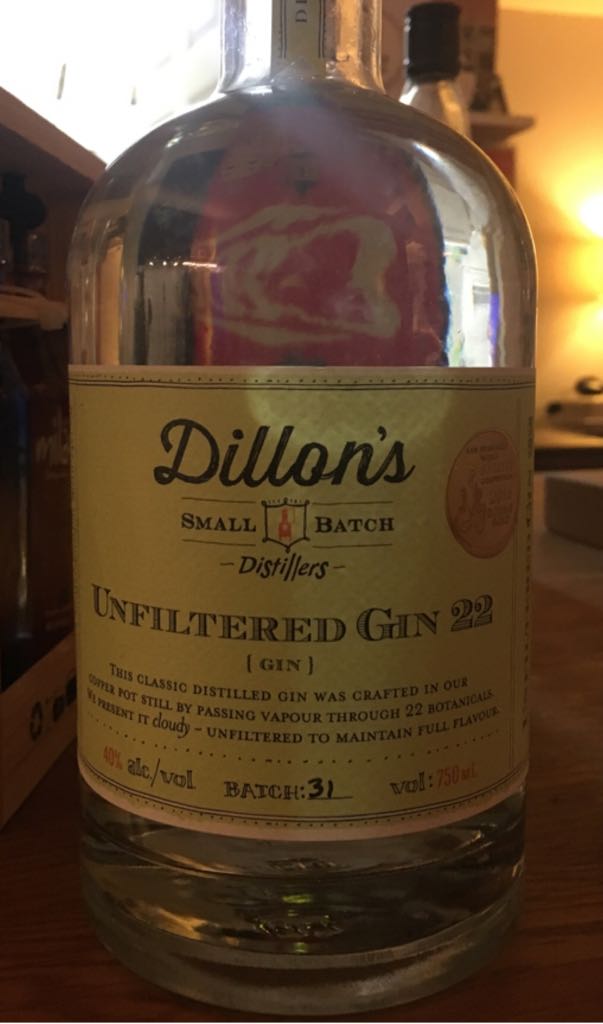 Dillon's
SMALL BATCH
-Distillers-
UNFILTERED GIN 22
{GIN}
THIS CLASSIC DISTILLED GIN WAS CRAFTED IN OUR
COPPER POT STILL BY PASSING VAPOUR THROUGH 22 BOTANICALS.
WE PRESENT IT cloudy – UNFILTERED TO MAINTAIN FULL FLAVOUR.
40% alc./vol BATCH: 31 vol: 750 mL